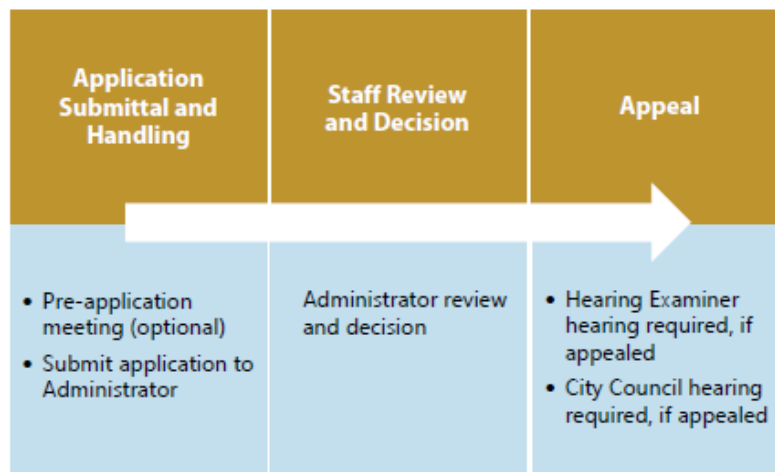 Application
Submittal and
Handling
Staff Review
and Decision
Appeal
• Pre-application
meeting (optional)
• Submit application to
Administrator
Administrator review
and decision
• Hearing Examiner
hearing required, if
appealed
• City Council hearing
required, if appealed